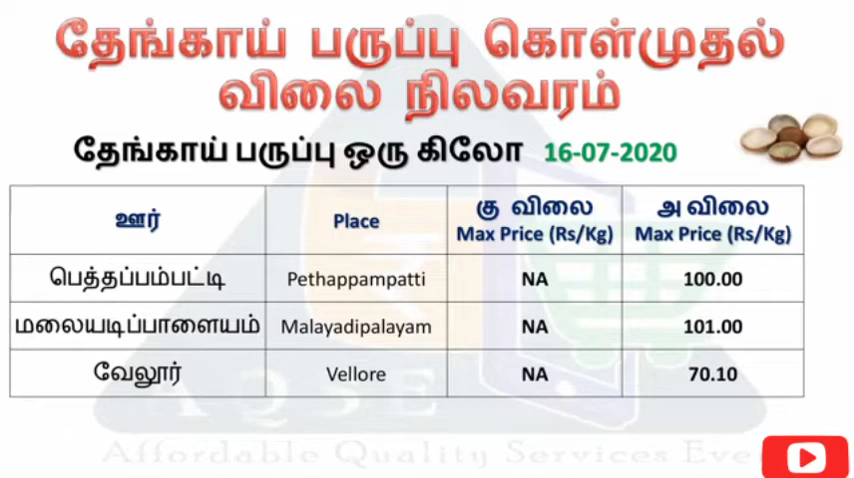 தேங்காய் பருப்பு கொள்முதல்
விலை நிலவரம்
தேங்காய் பருப்பு ஒரு கிலோ 16-07-2020
ஊர் Place கு விலை Max Price (Rs/Kg) அ விலை Max Price (Rs/Kg)
பெத்தப்பம்பட்டி Pethappampatti NA 100.00
மலையடிப்பாளையம் Malayadipalayam NA 101.00
வேலூர் Vellore NA 70.10
AQSE
Affordable Quality Services Eve